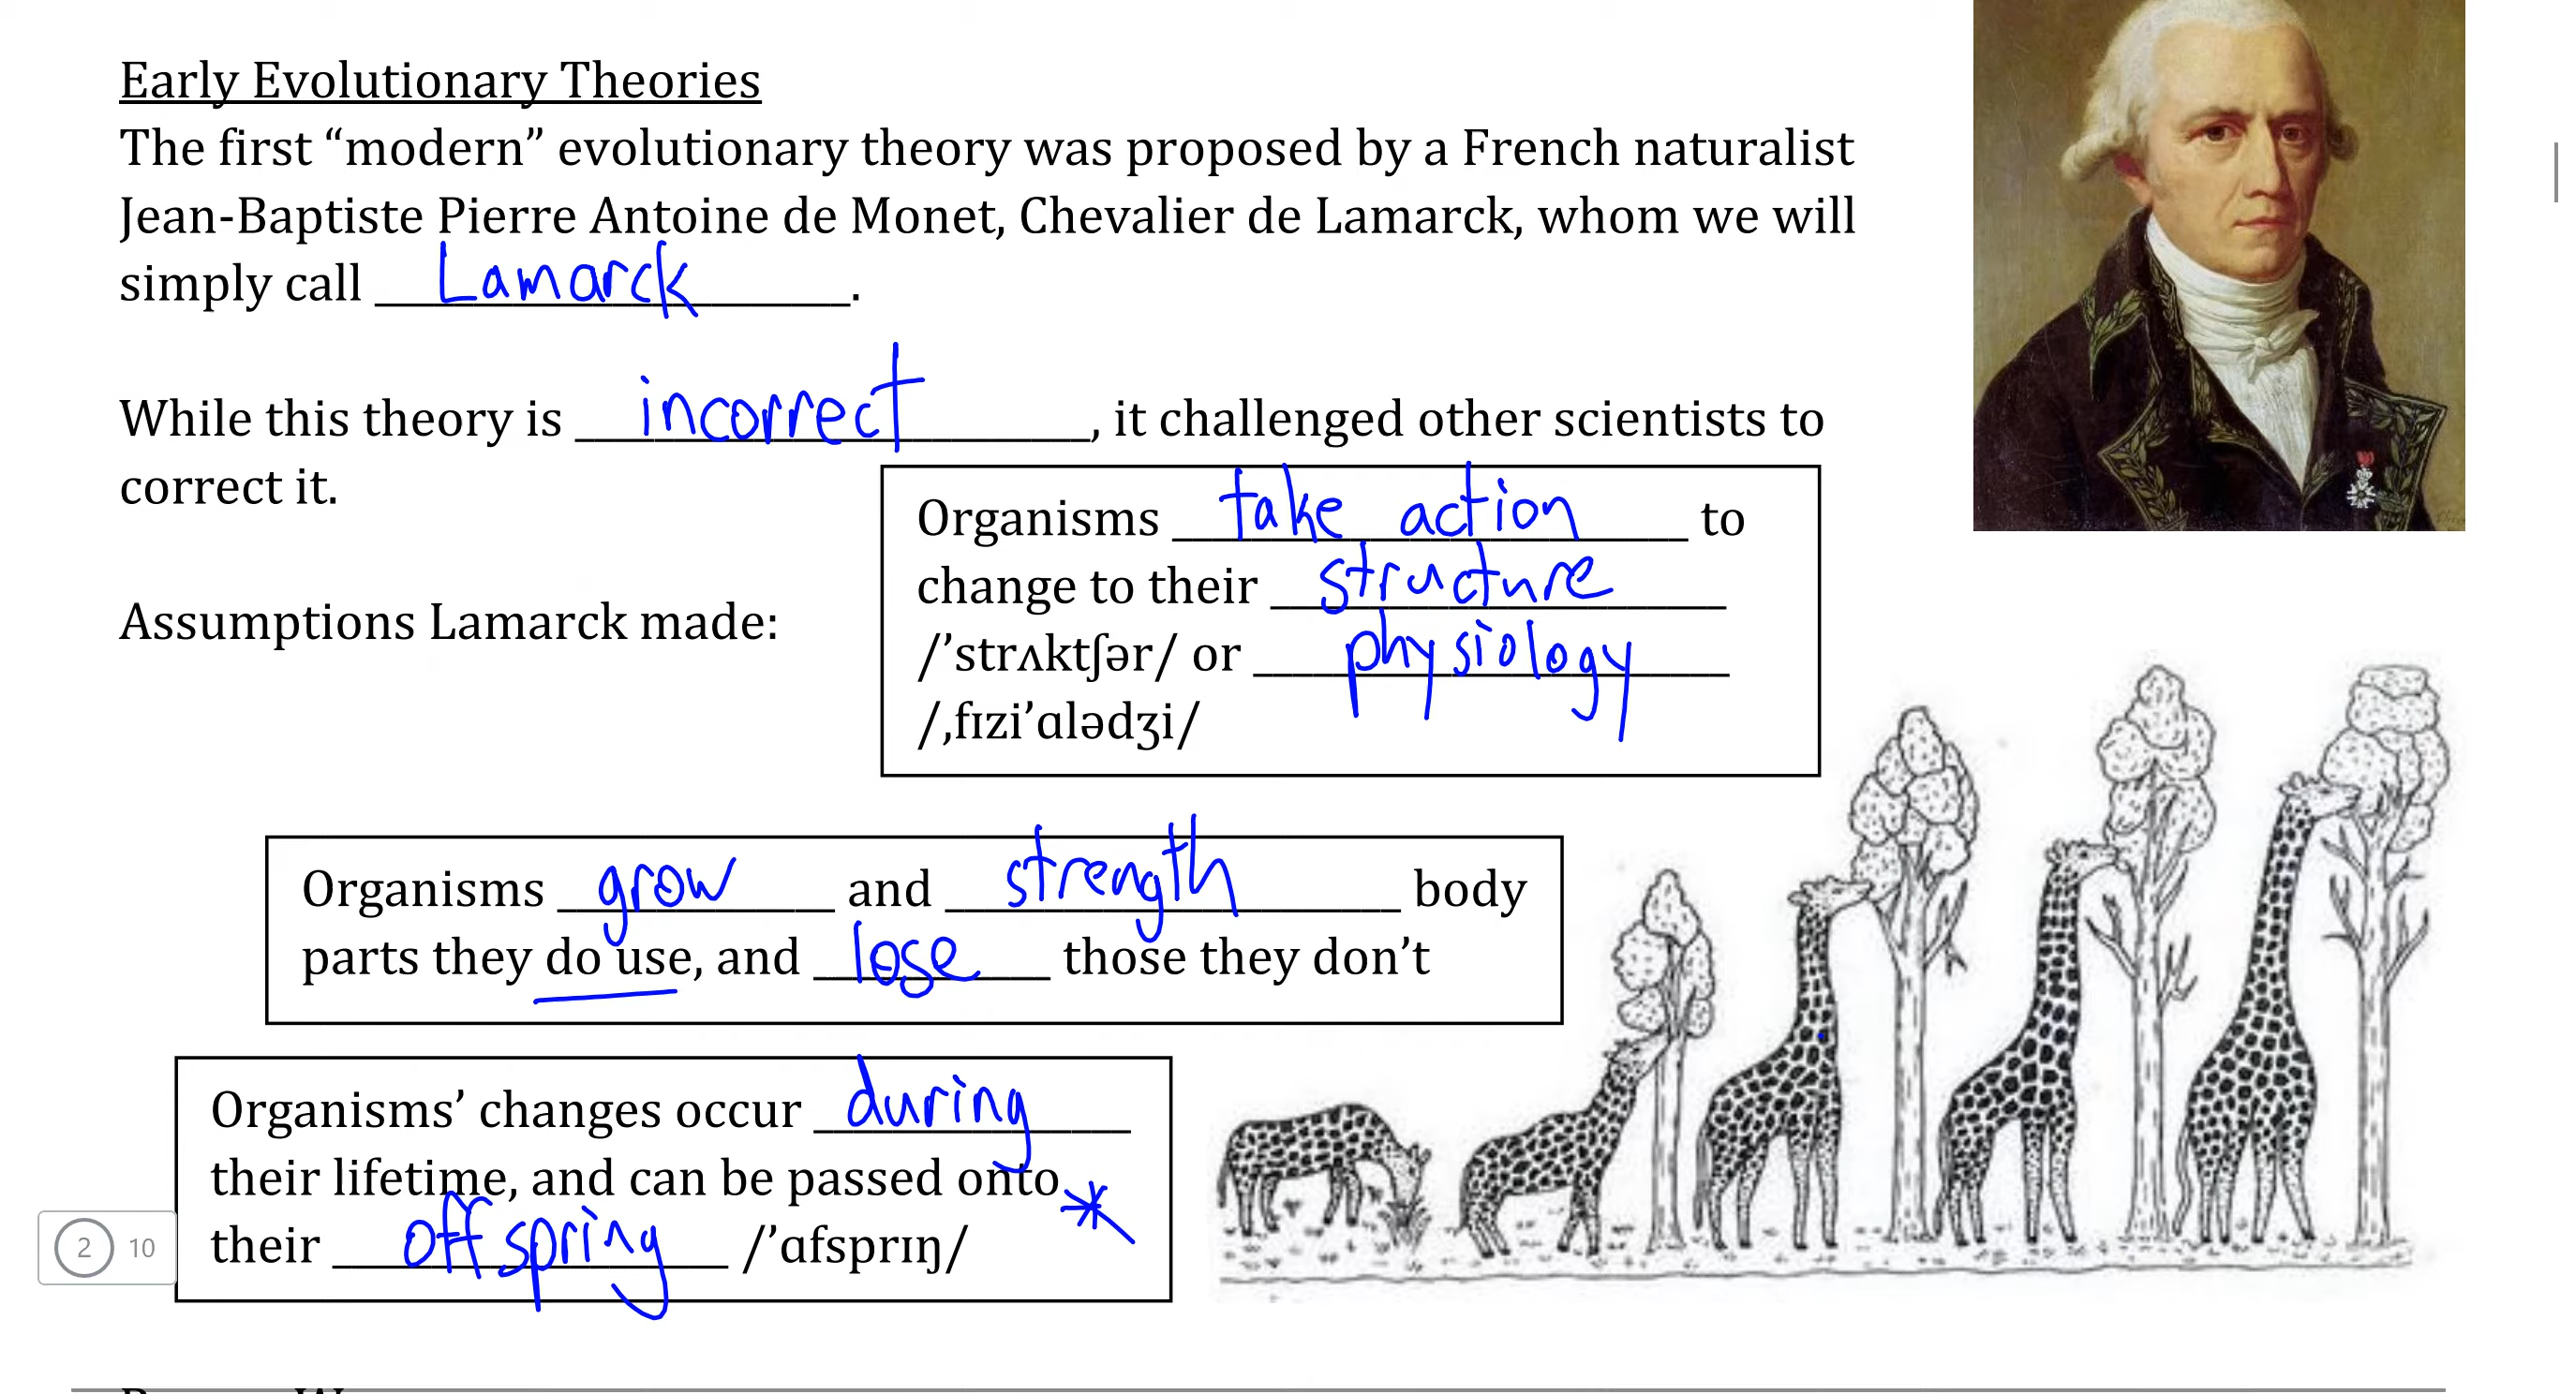 Early Evolutionary Theories
The first “modern” evolutionary theory was proposed by a French naturalist
Jean-Baptiste Pierre Antoine de Monet, Chevalier de Lamarck, whom we will
simply call Lamarck.
While this theory is incorrect, it challenged other scientists to
correct it.
Organisms take action to
change to their structure
/’strʌktʃər/ or physiology
/,fɪzi’ɑlədʒi/
Assumptions Lamarck made:
Organisms grow and strength body
parts they do use, and lose those they don’t
Organisms’ changes occur during
their lifetime, and can be passed onto *
their offspring /’ɑfsprɪŋ/
2 10